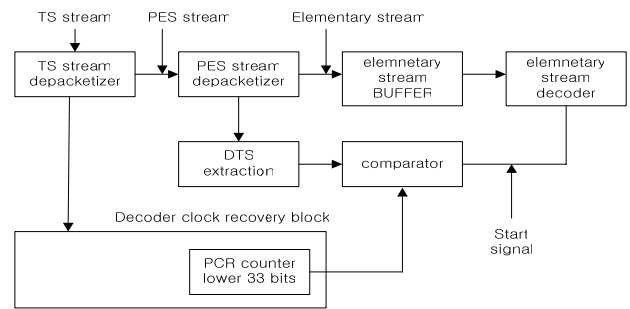 TS stream
PES stream
Elementary stream
TS stream
depacketizer
PES stream
depacketizer
elemnetary
stream
BUFFER
elemnetary
stream
decoder
DTS
extraction
comparator
Decoder clock recovery block
Start
signal
PCR counter
lower 33 bits